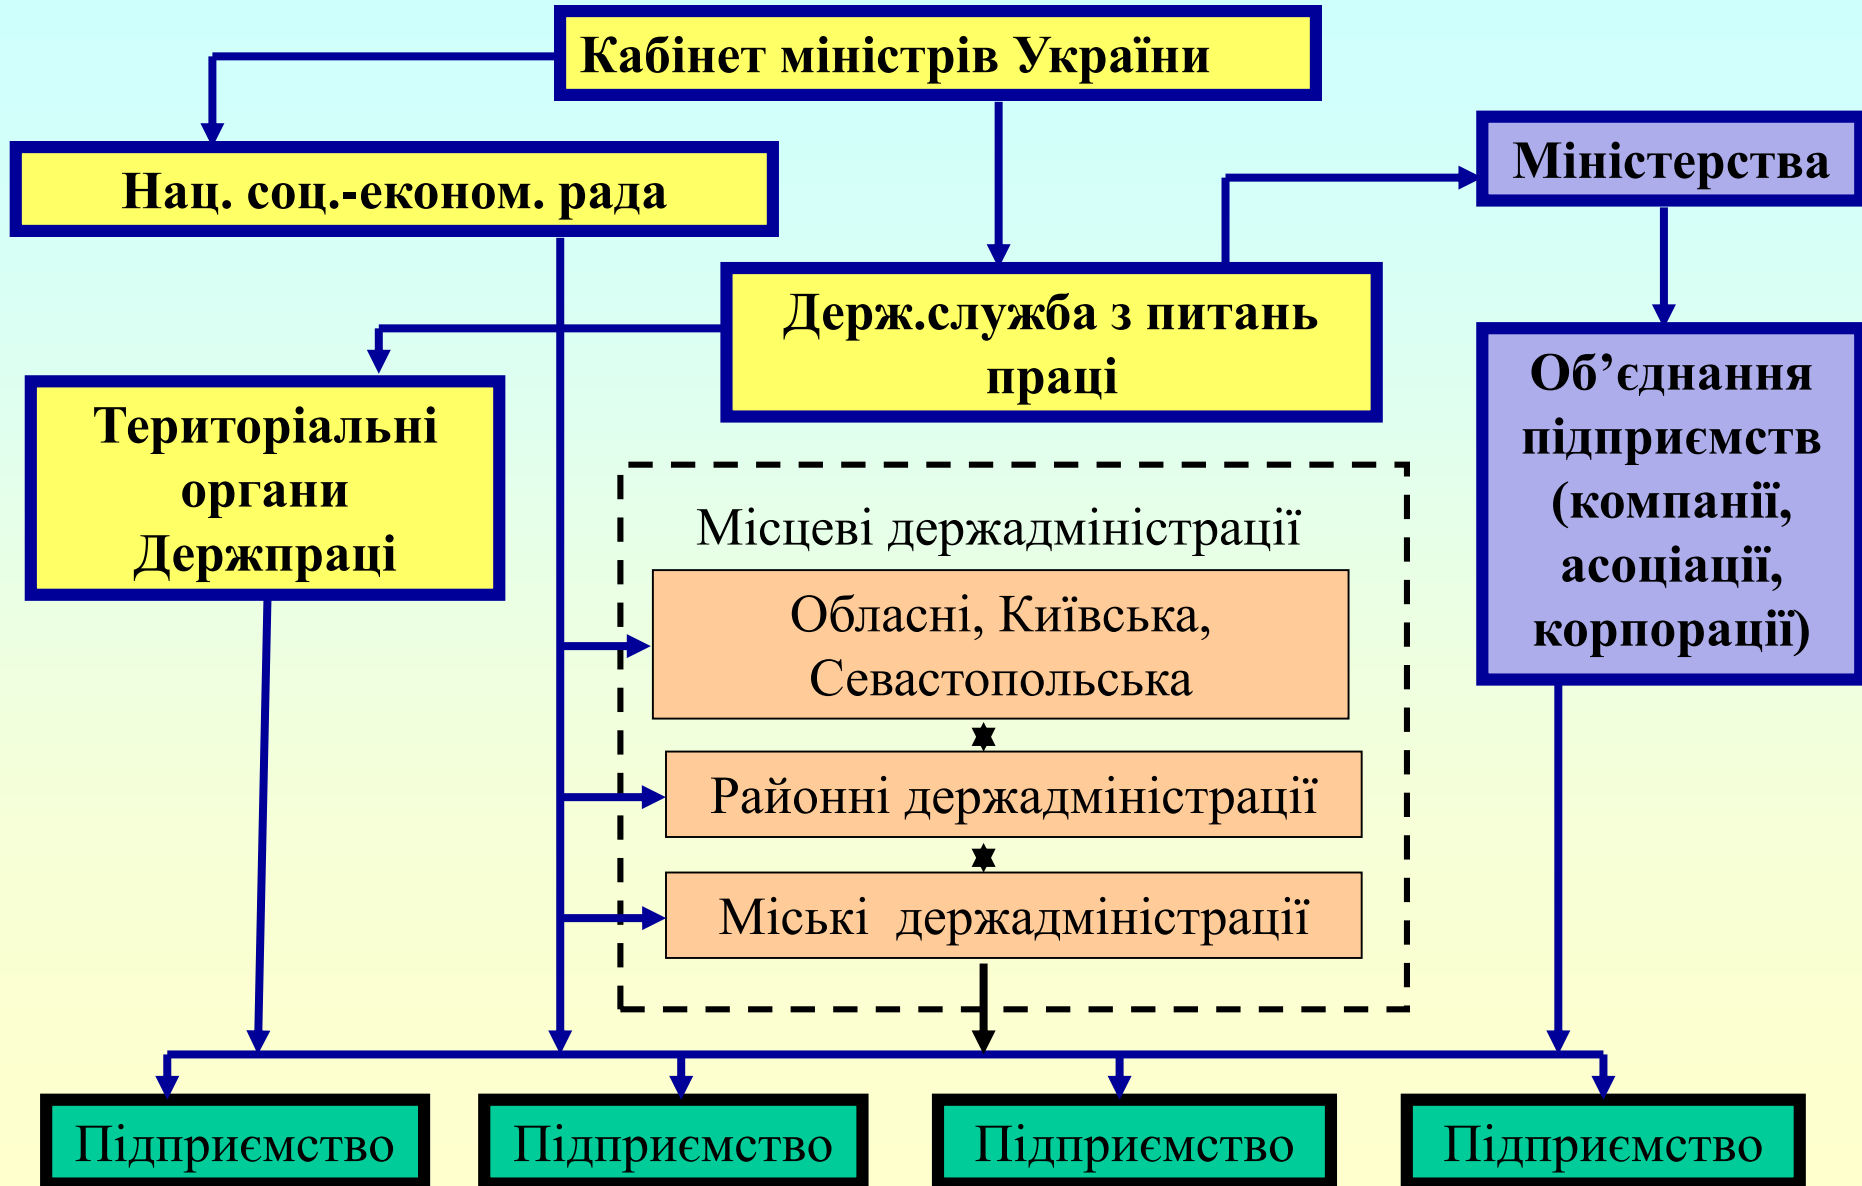 Кабінет міністрів України
Міністерства
Нац. соц.-економ. рада
Держ.служба з питань
праці
Об’єднання
підприємств
(компанії,
асоціації,
корпорації)
Територіальні
органи
Держпраці
Місцеві держадміністрації
Обласні, Київська,
Севастопольська
Районні держадміністрації
Міські держадміністрації
Підприємство
Підприємство
Підприємство
Підприємство